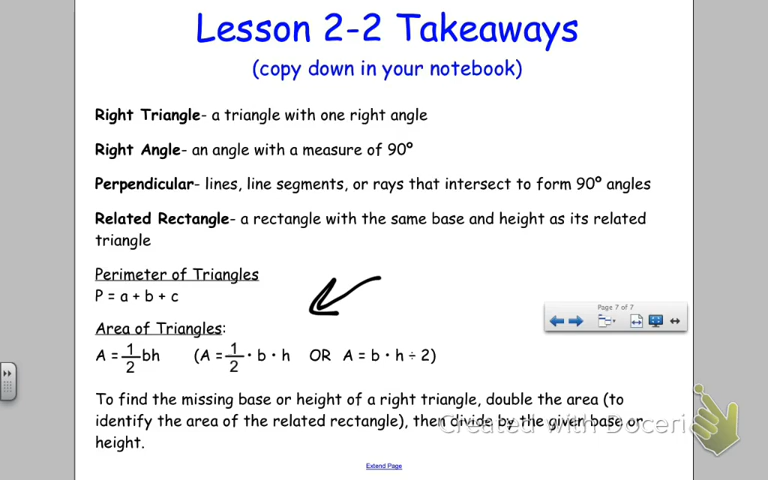 Lesson 2-2 Takeaways
(copy down in your notebook)
Right Triangle- a triangle with one right angle
Right Angle- an angle with a measure of 90°
Perpendicular- lines, line segments, or rays that intersect to form 90° angles
Related Rectangle- a rectangle with the same base and height as its related
triangle
Perimeter of Triangles
P = a + b + c
Page 7 of 7
Area of Triangles:
A = 1/2 bh (A = 1/2 · b · h OR A = b · h ÷ 2)
To find the missing base or height of a right triangle, double the area (to
identify the area of the related rectangle), then divide by the given base or
height.
Created with Doceri
Extend Page